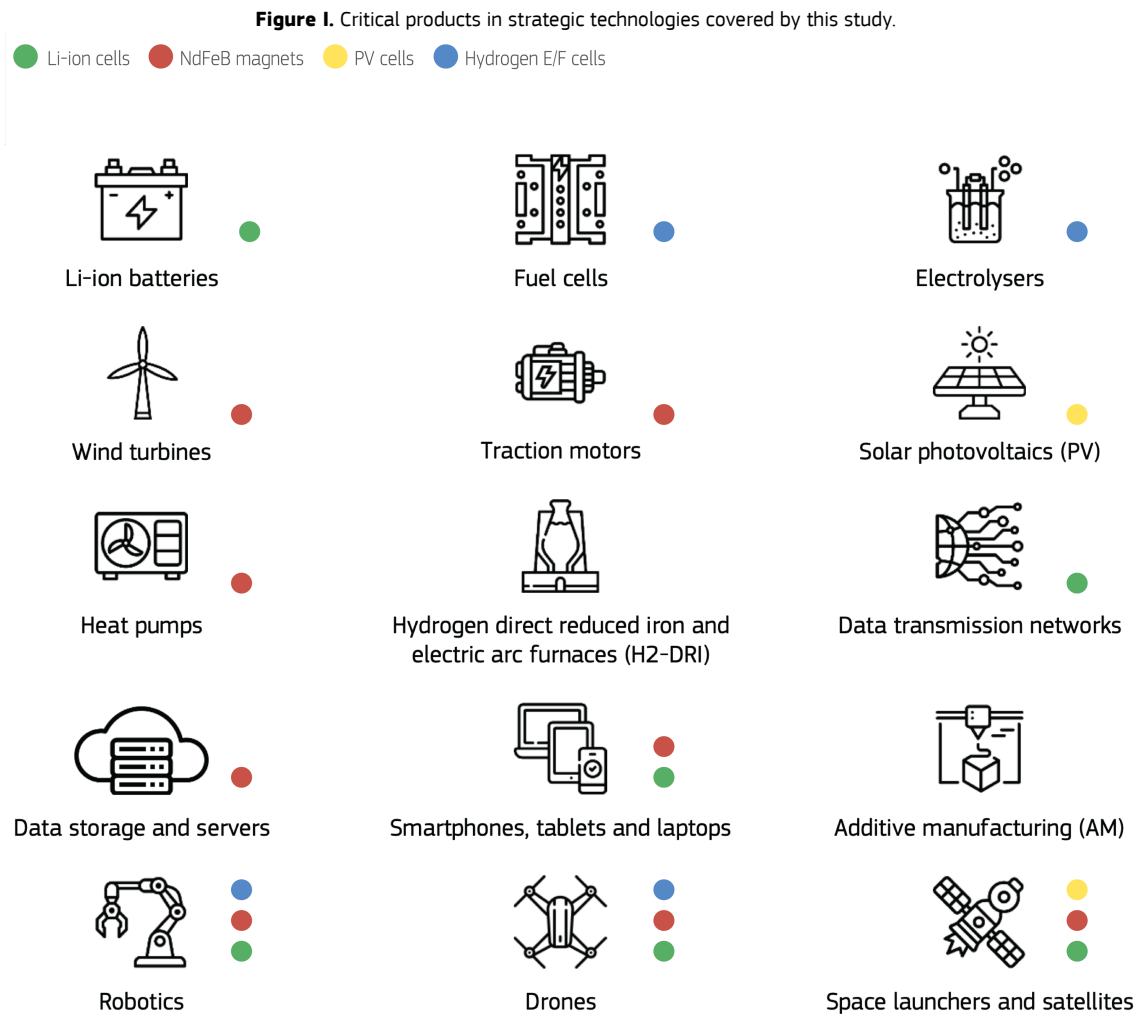 Figure I. Critical products in strategic technologies covered by this study.
Li-ion cells NdFeB magnets PV cells Hydrogen E/F cells
Li-ion batteries
Fuel cells
Electrolysers
Wind turbines
Traction motors
Solar photovoltaics (PV)
Heat pumps
Hydrogen direct reduced iron and
electric arc furnaces (H2-DRI)
Data transmission networks
Data storage and servers
Smartphones, tablets and laptops
Additive manufacturing (AM)
Robotics
Drones
Space launchers and satellites